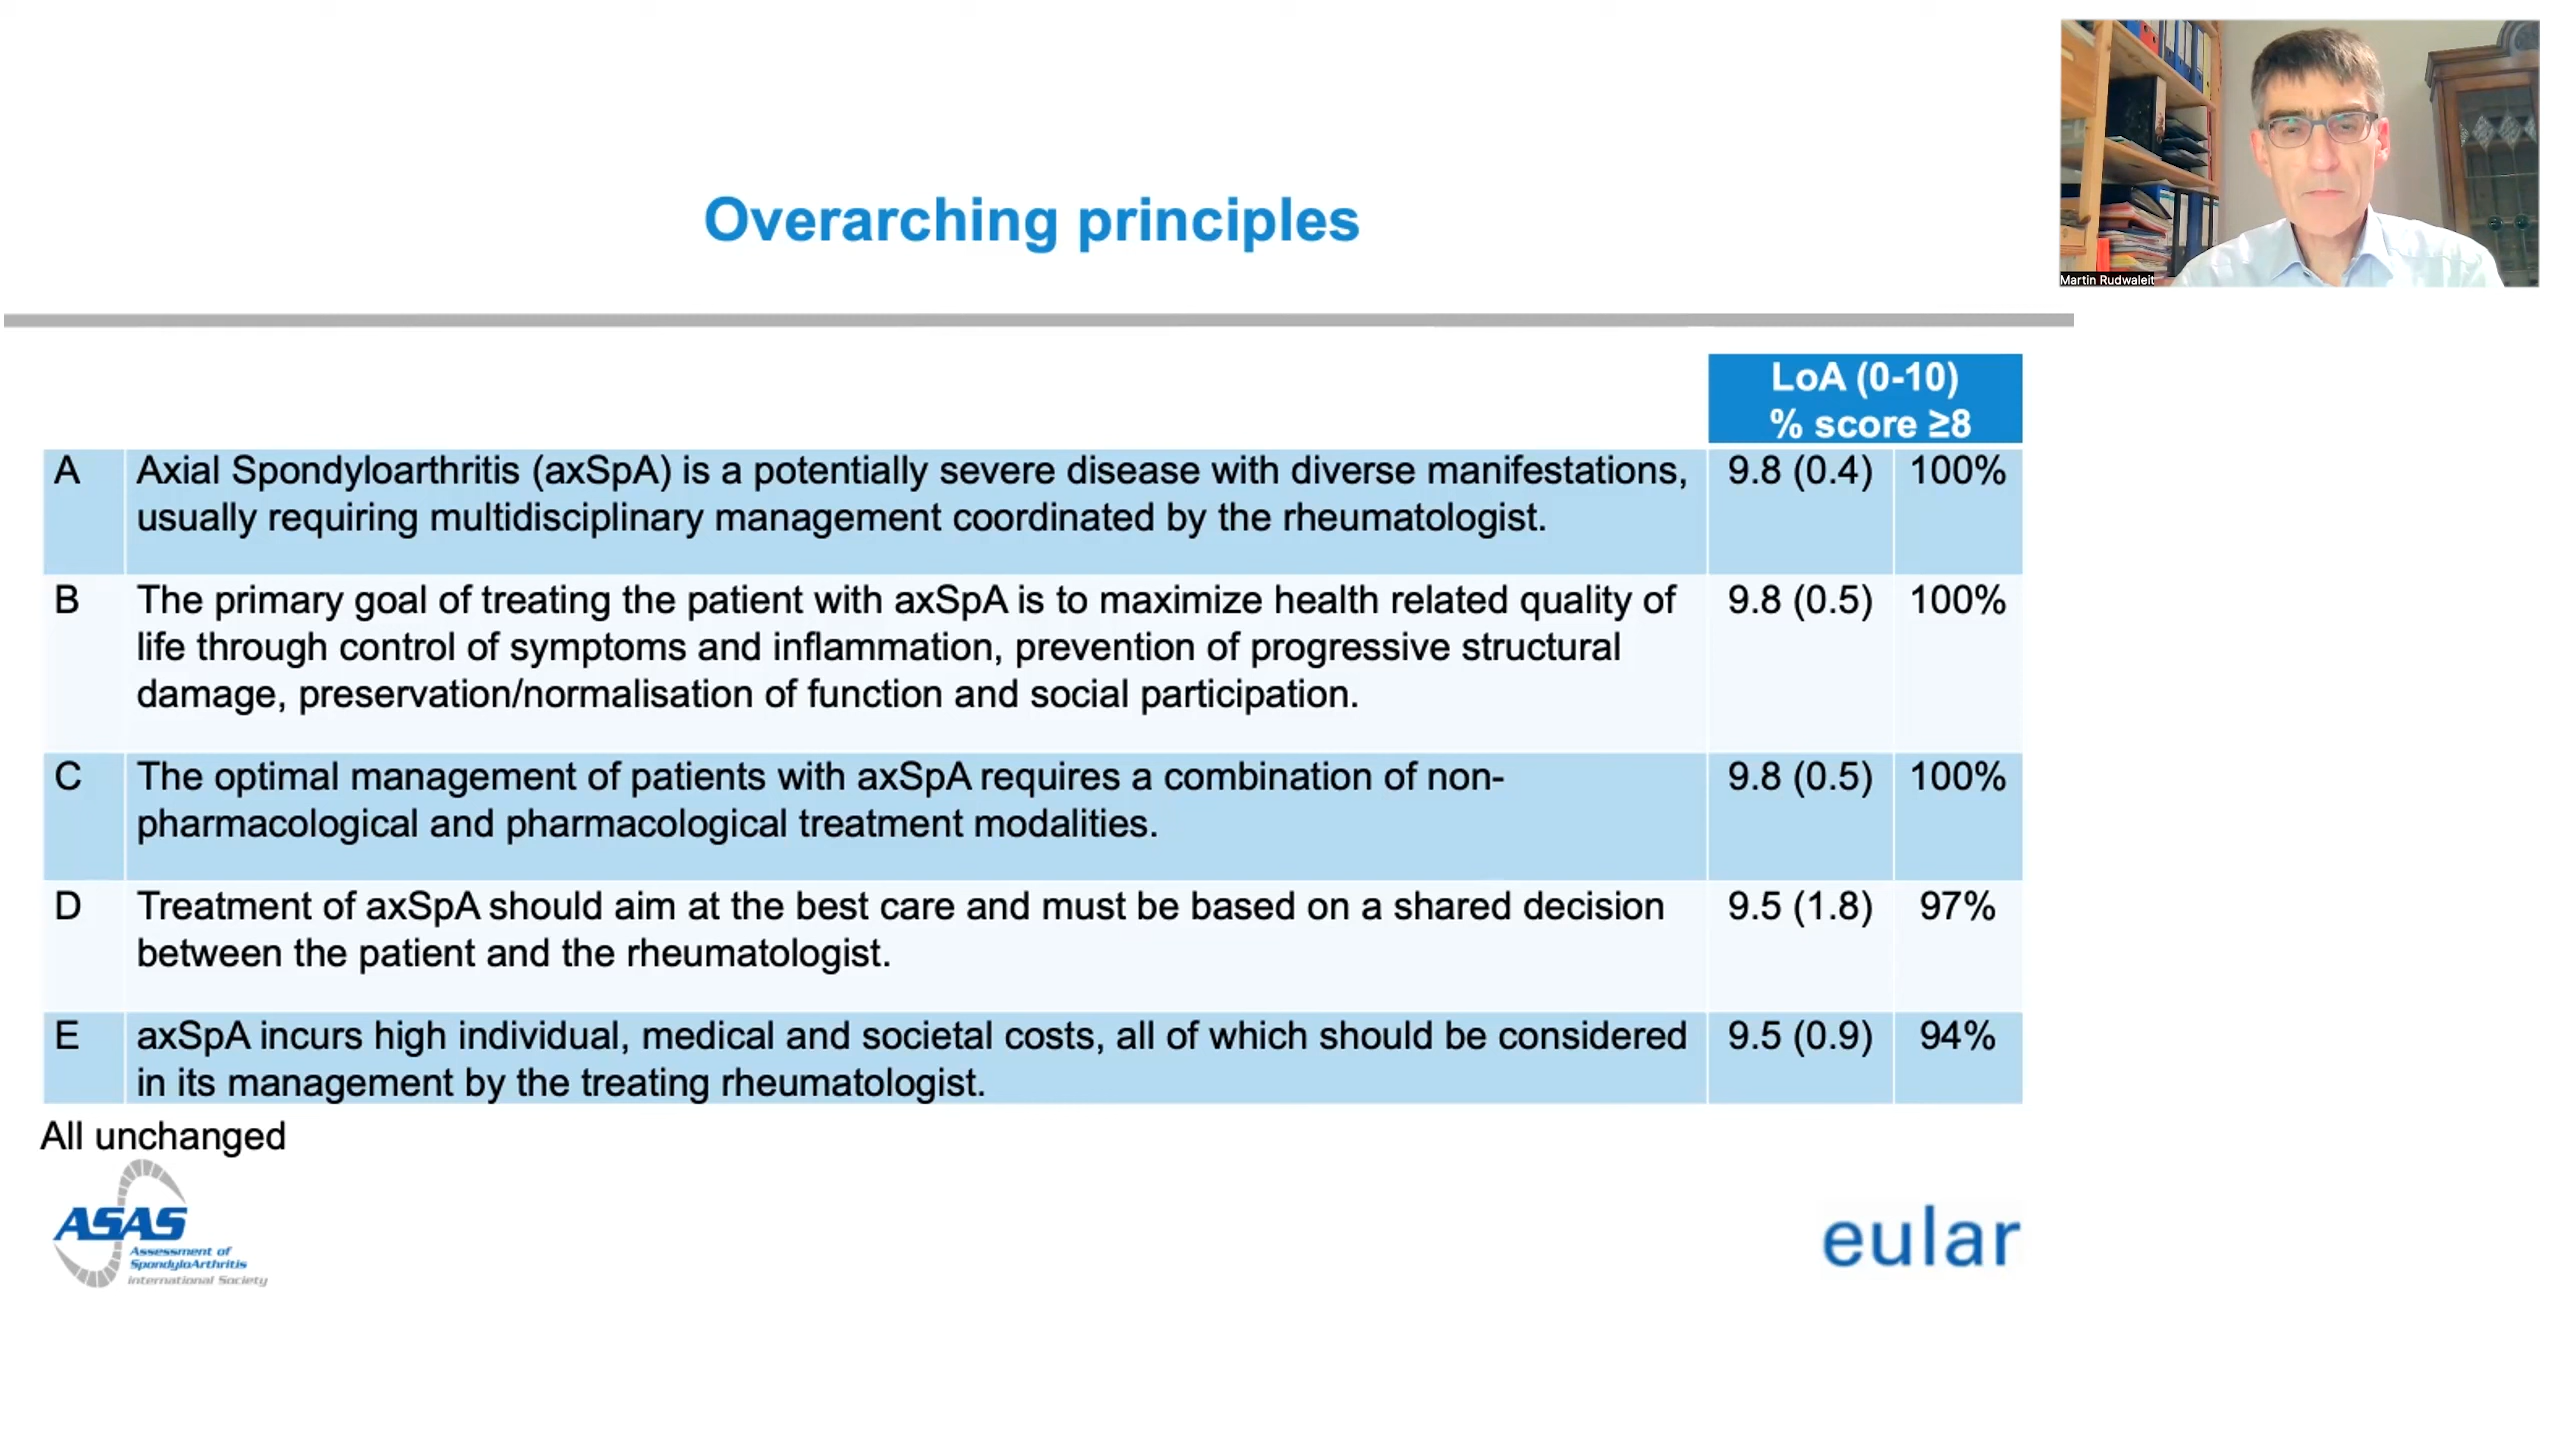 Martin Rudwaleit
Overarching principles
LoA (0-10)
% score ≥8
A
Axial Spondyloarthritis (axSpA) is a potentially severe disease with diverse manifestations,
usually requiring multidisciplinary management coordinated by the rheumatologist.
9.8 (0.4)
100%
B
The primary goal of treating the patient with axSpA is to maximize health related quality of
life through control of symptoms and inflammation, prevention of progressive structural
damage, preservation/normalisation of function and social participation.
9.8 (0.5)
100%
C
The optimal management of patients with axSpA requires a combination of non-
pharmacological and pharmacological treatment modalities.
9.8 (0.5)
100%
D
Treatment of axSpA should aim at the best care and must be based on a shared decision
between the patient and the rheumatologist.
9.5 (1.8)
97%
E
axSpA incurs high individual, medical and societal costs, all of which should be considered
in its management by the treating rheumatologist.
9.5 (0.9)
94%
All unchanged
ASAS
Assessment of
SpondyloArthritis
international Society
eular